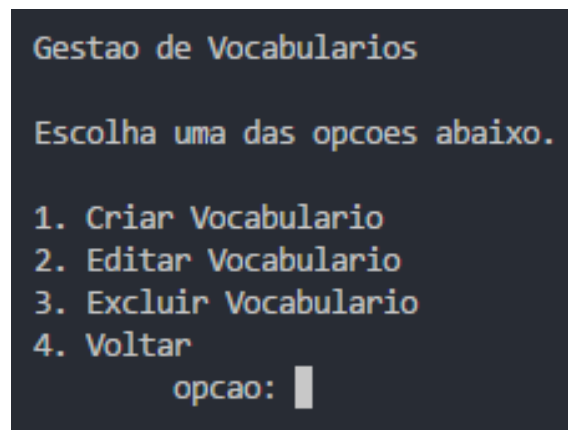 Gestao de Vocabularios
Escolha uma das opcoes abaixo.
1. Criar Vocabulario
2. Editar Vocabulario
3. Excluir Vocabulario
4. Voltar
opcao: